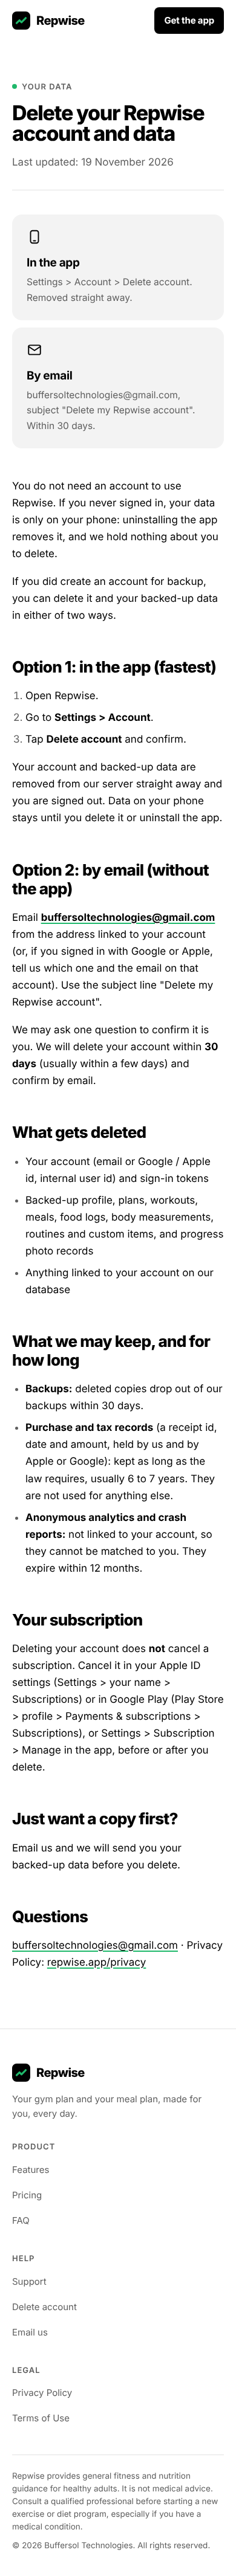 Repwise
Get the app
YOUR DATA
Delete your Repwise
account and data
Last updated: 19 November 2026
In the app
Settings > Account > Delete account.
Removed straight away.
By email
buffersoltechnologies@gmail.com,
subject "Delete my Repwise account".
Within 30 days.
You do not need an account to use
Repwise. If you never signed in, your data
is only on your phone: uninstalling the app
removes it, and we hold nothing about you
to delete.
If you did create an account for backup,
you can delete it and your backed-up data
in either of two ways.
Option 1: in the app (fastest)
1. Open Repwise.
2. Go to Settings > Account.
3. Tap Delete account and confirm.
Your account and backed-up data are
removed from our server straight away and
you are signed out. Data on your phone
stays until you delete it or uninstall the app.
Option 2: by email (without
the app)
Email buffersoltechnologies@gmail.com
from the address linked to your account
(or, if you signed in with Google or Apple,
tell us which one and the email on that
account). Use the subject line "Delete my
Repwise account".
We may ask one question to confirm it is
you. We will delete your account within 30
days (usually within a few days) and
confirm by email.
What gets deleted
• Your account (email or Google / Apple
id, internal user id) and sign-in tokens
• Backed-up profile, plans, workouts,
meals, food logs, body measurements,
routines and custom items, and progress
photo records
• Anything linked to your account on our
database
What we may keep, and for
how long
• Backups: deleted copies drop out of our
backups within 30 days.
• Purchase and tax records (a receipt id,
date and amount, held by us and by
Apple or Google): kept as long as the
law requires, usually 6 to 7 years. They
are not used for anything else.
• Anonymous analytics and crash
reports: not linked to your account, so
they cannot be matched to you. They
expire within 12 months.
Your subscription
Deleting your account does not cancel a
subscription. Cancel it in your Apple ID
settings (Settings > your name >
Subscriptions) or in Google Play (Play Store
> profile > Payments & subscriptions >
Subscriptions), or Settings > Subscription
> Manage in the app, before or after you
delete.
Just want a copy first?
Email us and we will send you your
backed-up data before you delete.
Questions
buffersoltechnologies@gmail.com · Privacy
Policy: repwise.app/privacy
Repwise
Your gym plan and your meal plan, made for
you, every day.
PRODUCT
Features
Pricing
FAQ
HELP
Support
Delete account
Email us
LEGAL
Privacy Policy
Terms of Use
Repwise provides general fitness and nutrition
guidance for healthy adults. It is not medical advice.
Consult a qualified professional before starting a new
exercise or diet program, especially if you have a
medical condition.
© 2026 Buffersol Technologies. All rights reserved.